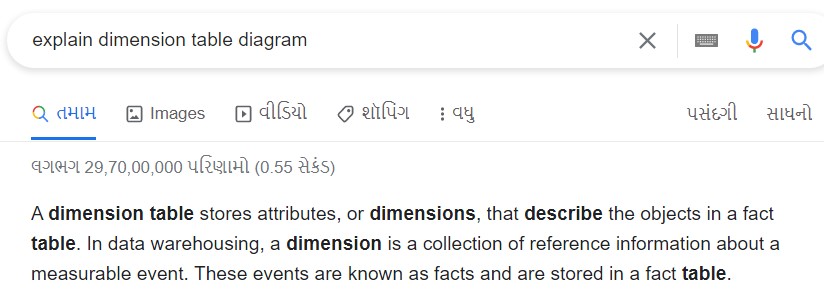 explain dimension table diagram
તમામ Images વીડિયો શૉપિંગ વધુ પસંદગી સાધનો
લગભગ 29,70,00,000 પરિણામો (0.55 સેકંડ)
A dimension table stores attributes, or dimensions, that describe the objects in a fact
table. In data warehousing, a dimension is a collection of reference information about a
measurable event. These events are known as facts and are stored in a fact table.